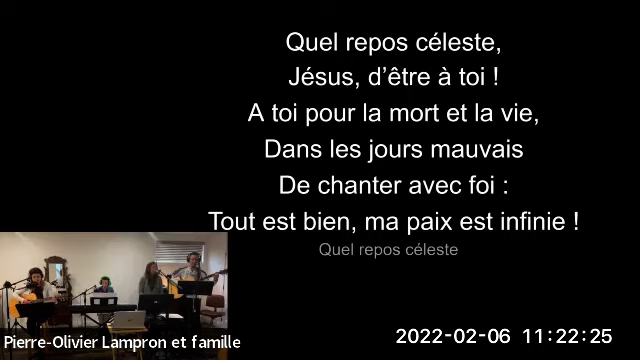 Quel repos céleste,
Jésus, d’être à toi !
A toi pour la mort et la vie,
Dans les jours mauvais
De chanter avec foi :
Tout est bien, ma paix est infinie !
Quel repos céleste
Pierre-Olivier Lampron et famille
2022-02-06 11:22:25